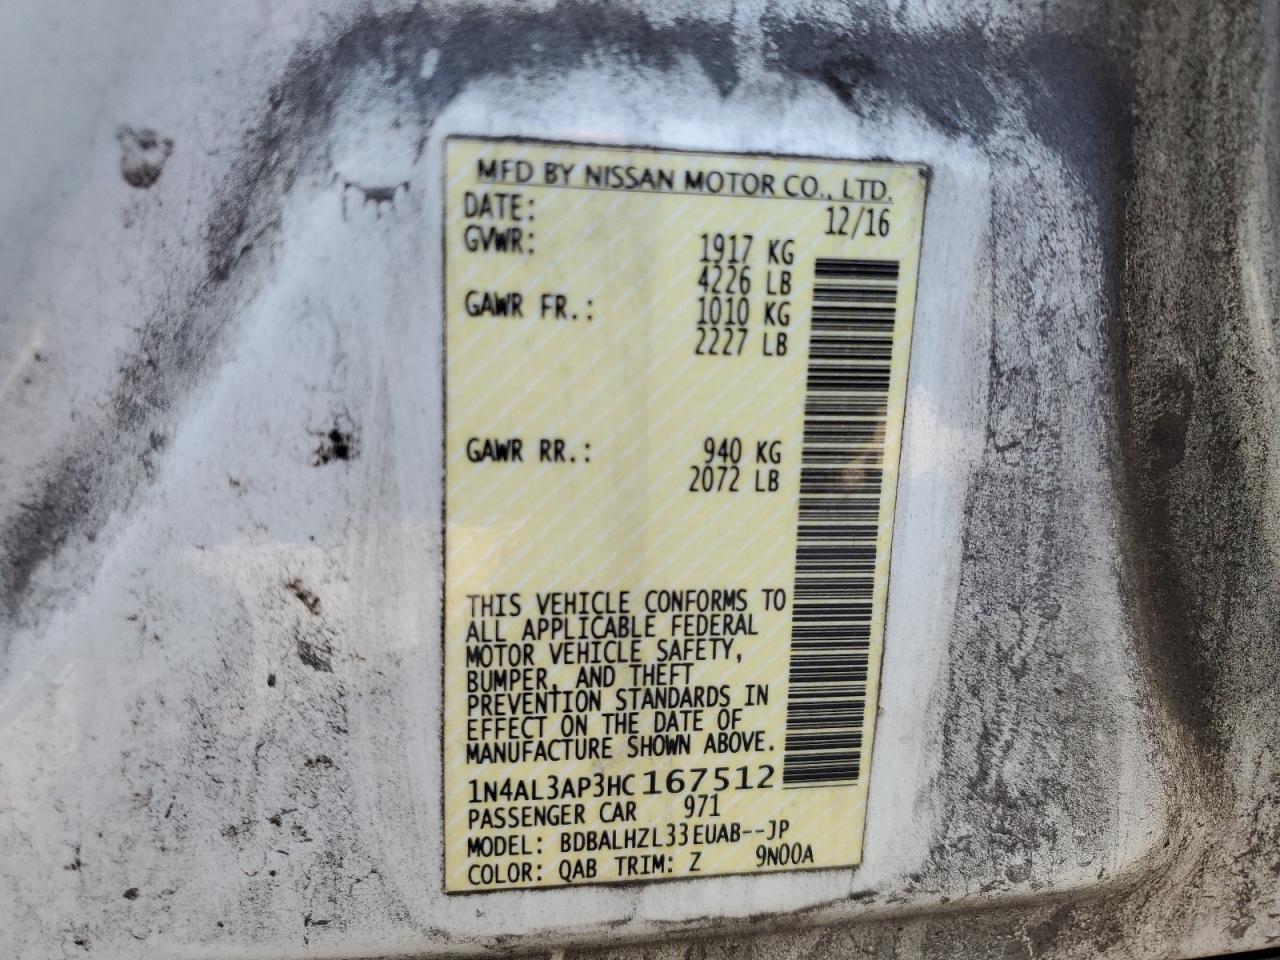 MFD BY NISSAN MOTOR CO., LTD.
DATE: 12/16
GVWR: 1917 KG
4226 LB
GAWR FR.: 1010 KG
2227 LB
GAWR RR.: 940 KG
2072 LB
THIS VEHICLE CONFORMS TO
ALL APPLICABLE FEDERAL
MOTOR VEHICLE SAFETY,
BUMPER, AND THEFT
PREVENTION STANDARDS IN
EFFECT ON THE DATE OF
MANUFACTURE SHOWN ABOVE.
1N4AL3AP3HC167512
PASSENGER CAR 971
MODEL: BDBALHZL33EUAB--JP
COLOR: QAB TRIM: Z 9N00A